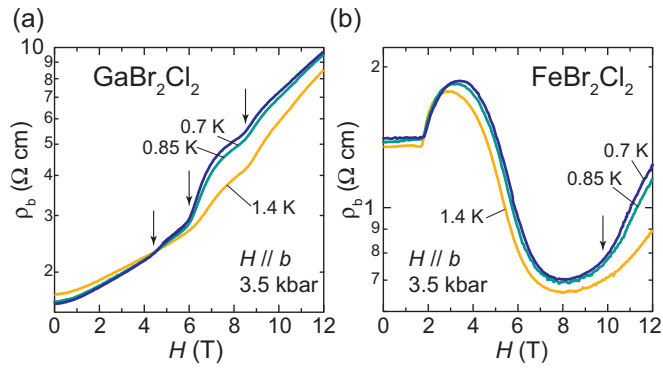 (a)
GaBr₂Cl₂
0.7 K
0.85 K
1.4 K
H // b
3.5 kbar
ρb (Ω cm)
10
9
8
7
6
5
4
3
2
0 2 4 6 8 10 12
H (T)
(b)
FeBr₂Cl₂
0.7 K
0.85 K
1.4 K
H // b
3.5 kbar
ρb (Ω cm)
2
1
9
8
7
0 2 4 6 8 10 12
H (T)